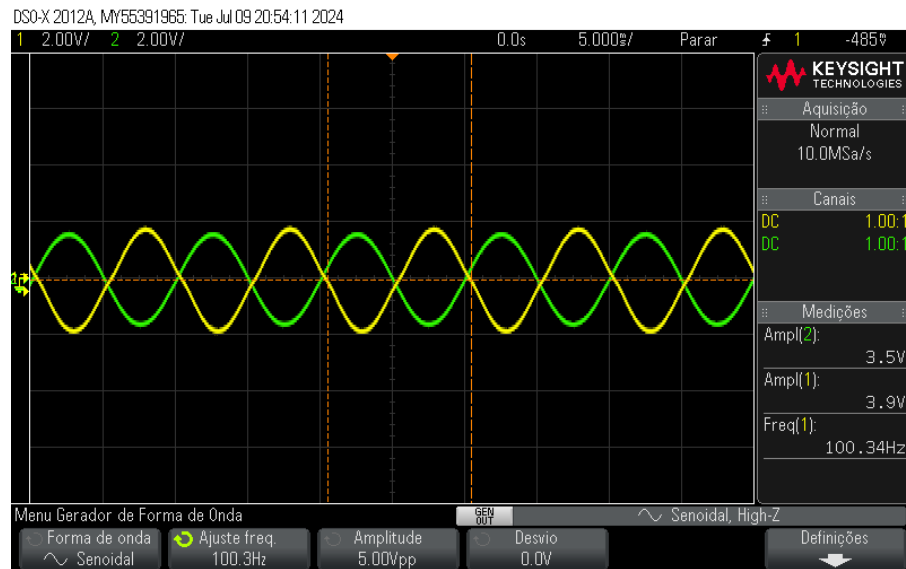 DSO-X 2012A, MY55391965: Tue Jul 09 20:54:11 2024
1 2.00V/ 2 2.00V/ 0.0s 5.000ms/ Parar 1 -485mV
KEYSIGHT
TECHNOLOGIES
Aquisição
Normal
10.0MSa/s
Canais
DC 1.00:1
DC 1.00:1
Medições
Ampl(2):
3.5V
Ampl(1):
3.9V
Freq(1):
100.34Hz
Menu Gerador de Forma de Onda GEN OUT Senoidal, High-Z
Forma de onda Ajuste freq. Amplitude Desvio Definições
Senoidal 100.3Hz 5.00Vpp 0.0V